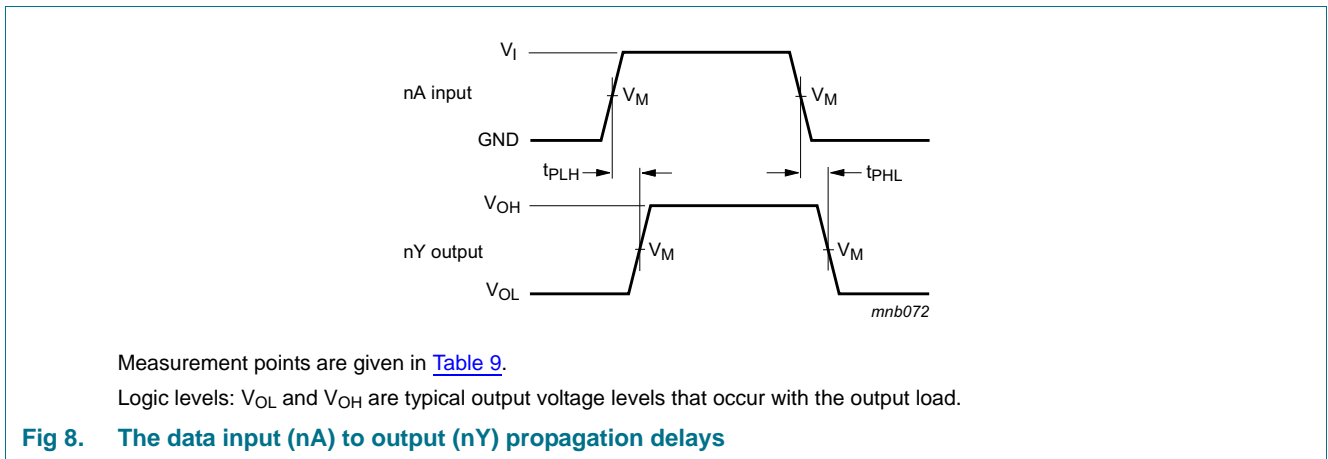 VI
nA input
VM
VM
GND
tPLH
tPHL
VOH
nY output
VM
VM
VOL
mnb072
Measurement points are given in Table 9.
Logic levels: VOL and VOH are typical output voltage levels that occur with the output load.
Fig 8. The data input (nA) to output (nY) propagation delays